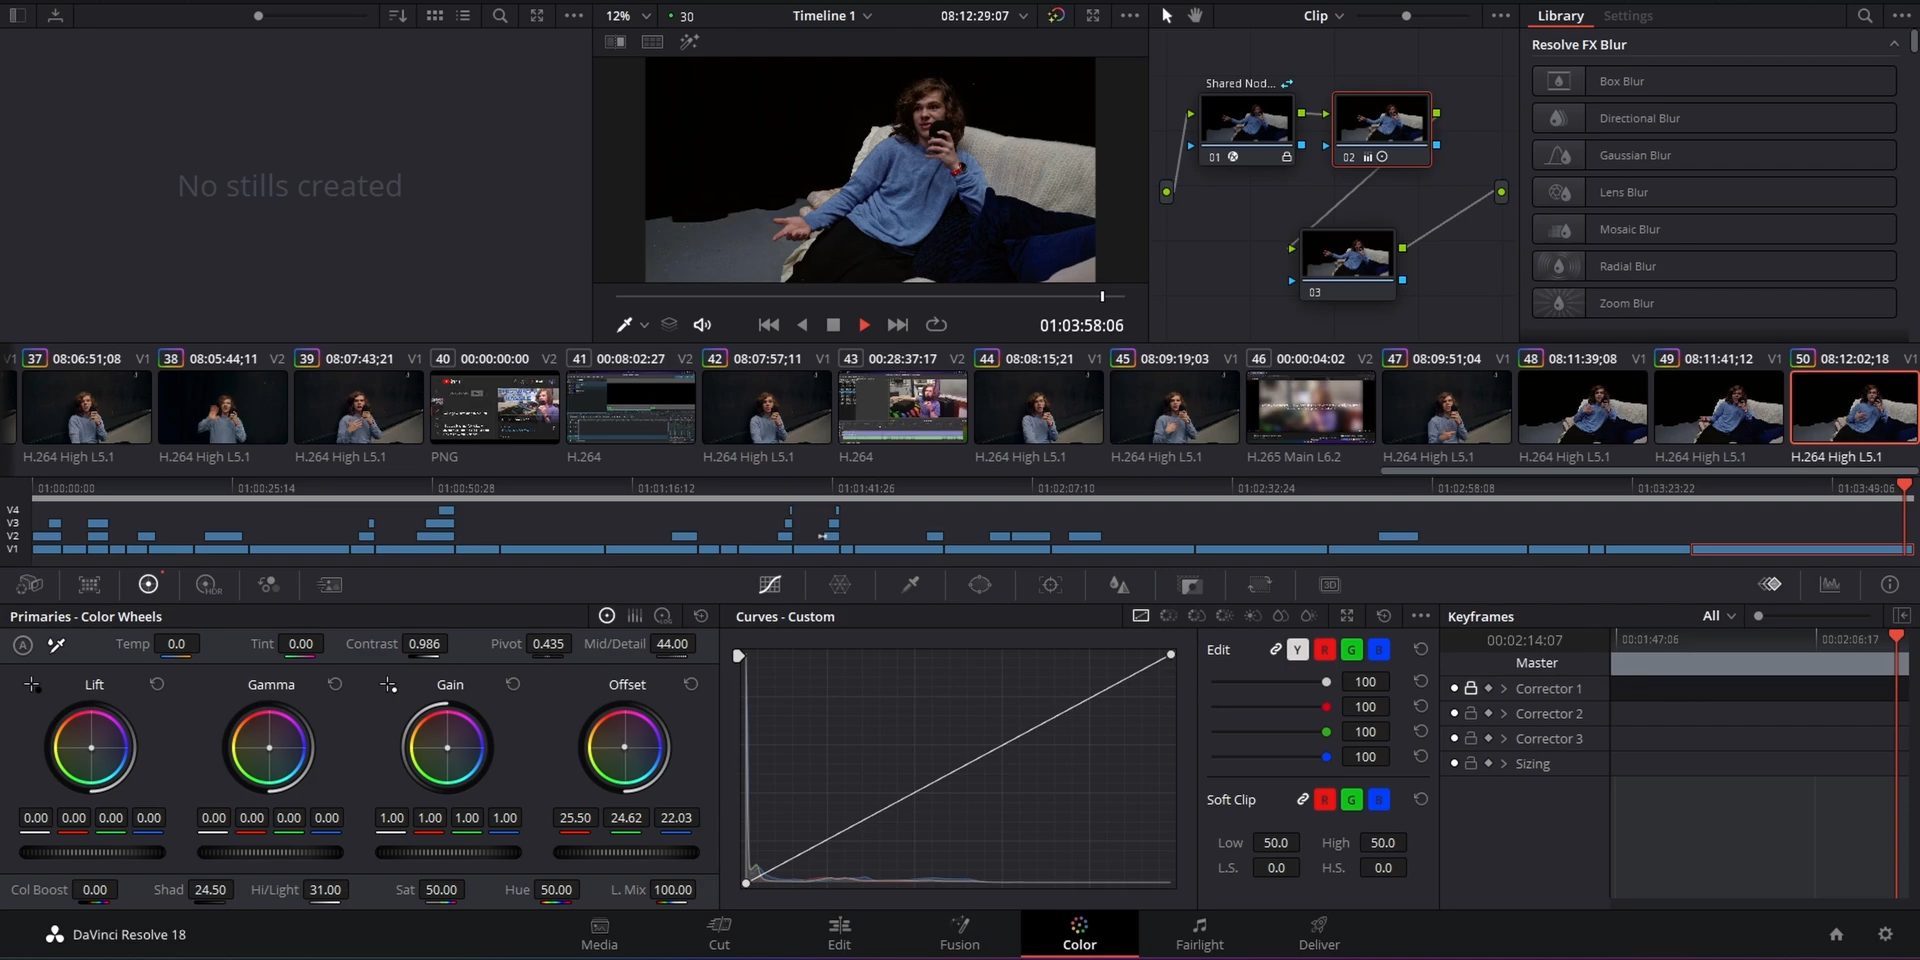 12% 30 Timeline 1 08:12:29:07 Clip Library Settings
Resolve FX Blur
Shared Nod...
Box Blur
Directional Blur
Gaussian Blur
Lens Blur
Mosaic Blur
Radial Blur
Zoom Blur
01 02
03
No stills created
01:03:58:06
V1 37 08:06:51;08 V1 38 08:05:44;11 V1 39 08:07:43;21 V1 40 00:00:00:00 V2 41 00:08:02:27 V2 42 08:07:57;11 V1 43 00:28:37:17 V2 44 08:08:15;21 V1 45 08:09:19;03 V1 46 00:00:04:02 V2 47 08:09:51;04 V1 48 08:11:39;08 V1 49 08:11:41;12 V1 50 08:12:02;18 V1
H.264 High L5.1 H.264 High L5.1 H.264 High L5.1 PNG H.264 H.264 High L5.1 H.264 H.264 High L5.1 H.264 High L5.1 H.265 Main L6.2 H.264 High L5.1 H.264 High L5.1 H.264 High L5.1 H.264 High L5.1
01:00:00:00 01:00:25:14 01:00:50:28 01:01:16:12 01:01:41:26 01:02:07:10 01:02:32:24 01:02:58:08 01:03:23:22 01:03:49:06
V4
V3
V2
V1
HDR 3D
Primaries - Color Wheels LOG Curves - Custom Keyframes All
A Temp 0.0 Tint 0.00 Contrast 0.986 Pivot 0.435 Mid/Detail 44.00
Edit Y R G B
00:02:14:07 00:01:47:06 00:02:06:17
Master
Lift Gamma Gain Offset
100
100
100
100
Corrector 1
Corrector 2
Corrector 3
Sizing
Soft Clip R G B
0.00 0.00 0.00 0.00 0.00 0.00 0.00 0.00 1.00 1.00 1.00 1.00 25.50 24.62 22.03
Low 50.0 High 50.0
L.S. 0.0 H.S. 0.0
Col Boost 0.00 Shad 24.50 Hi/Light 31.00 Sat 50.00 Hue 50.00 L. Mix 100.00
DaVinci Resolve 18 Media Cut Edit Fusion Color Fairlight Deliver